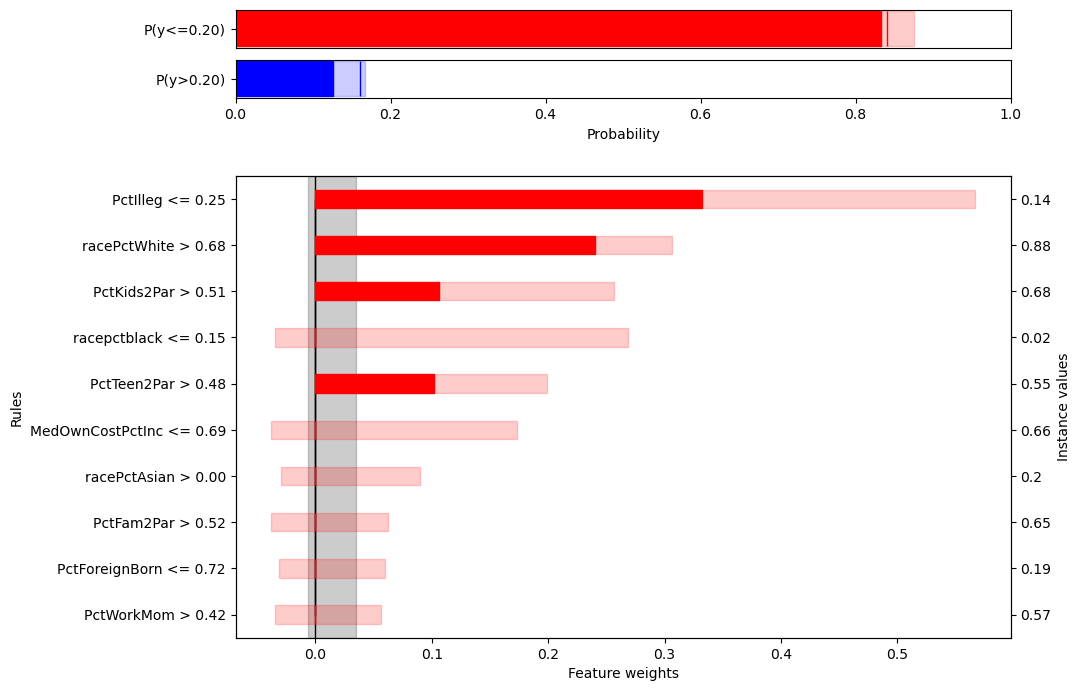 P(y<=0.20)
P(y>0.20)
0.0 0.2 0.4 0.6 0.8 1.0
Probability
PctIlleg <= 0.25 0.14
racePctWhite > 0.68 0.88
PctKids2Par > 0.51 0.68
racepctblack <= 0.15 0.02
PctTeen2Par > 0.48 0.55
MedOwnCostPctInc <= 0.69 0.66
racePctAsian > 0.00 0.2
PctFam2Par > 0.52 0.65
PctForeignBorn <= 0.72 0.19
PctWorkMom > 0.42 0.57
Rules
Instance values
0.0 0.1 0.2 0.3 0.4 0.5
Feature weights